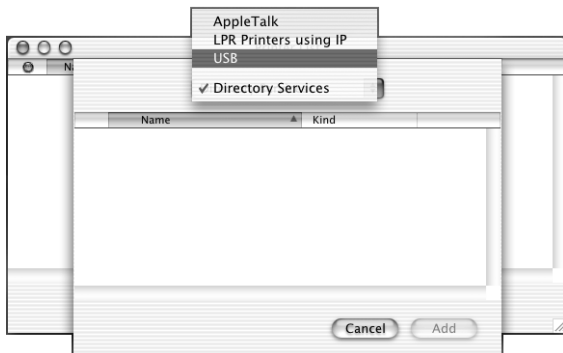 AppleTalk
LPR Printers using IP
USB
✓ Directory Services
Name Kind
Cancel Add